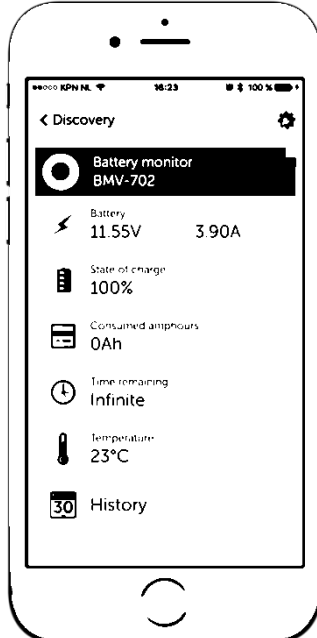 KPN NL 16:23 100 %
Discovery
Battery monitor
BMV-702
Battery
11.55V 3.90A
State of charge
100%
Consumed amphours
0Ah
Time remaining
Infinite
Temperature
23°C
30 History